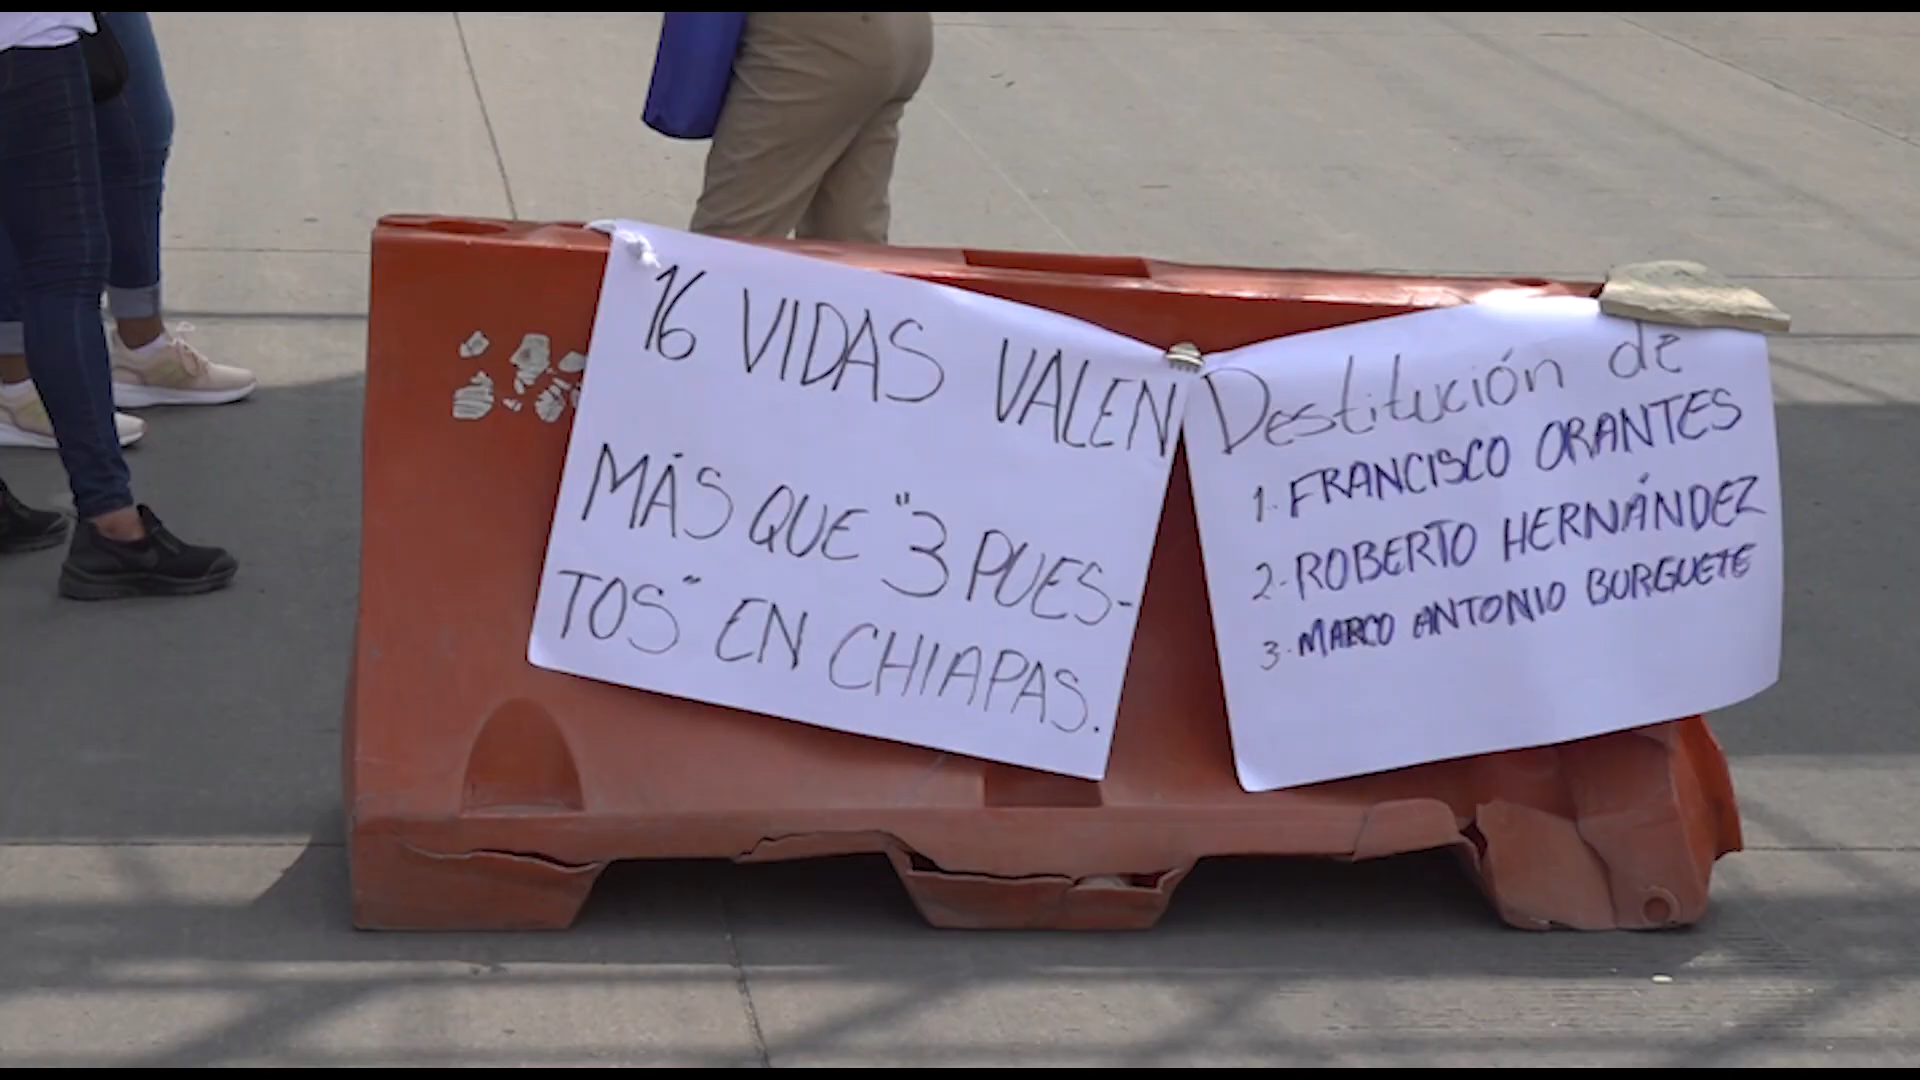 16 VIDAS VALEN
MÁS QUE "3 PUES-
TOS" EN CHIAPAS.
Destitución de
1. FRANCISCO ORANTES
2. ROBERTO HERNÁNDEZ
3. MARCO ANTONIO BURGUETE